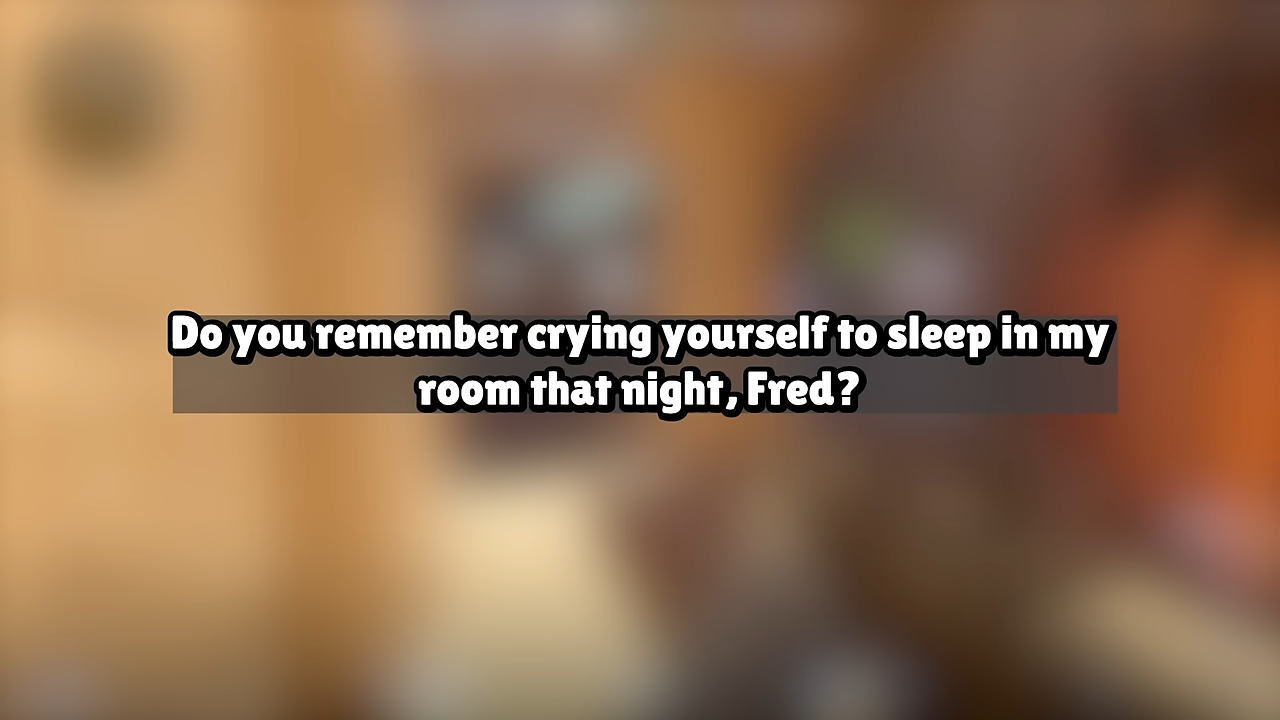 Do you remember crying yourself to sleep in my
room that night, Fred?